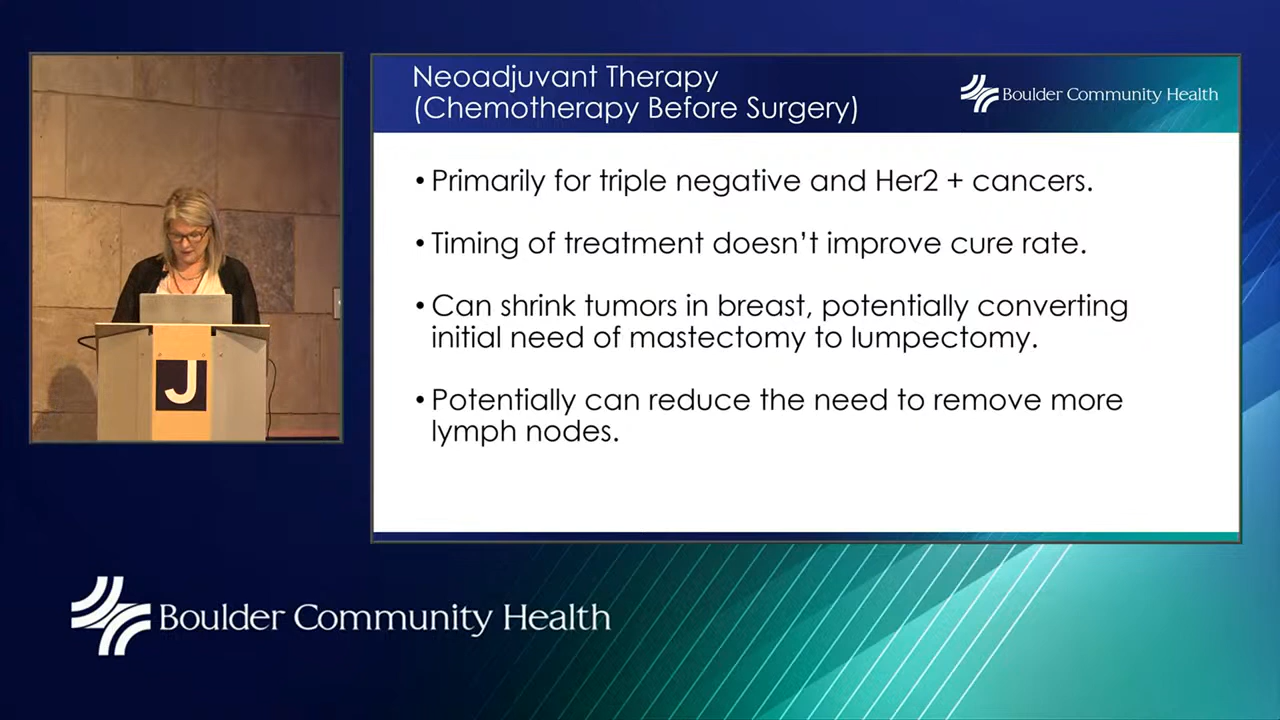 Neoadjuvant Therapy
(Chemotherapy Before Surgery)
Boulder Community Health
• Primarily for triple negative and Her2 + cancers.
• Timing of treatment doesn't improve cure rate.
• Can shrink tumors in breast, potentially converting
initial need of mastectomy to lumpectomy.
• Potentially can reduce the need to remove more
lymph nodes.
J
Boulder Community Health